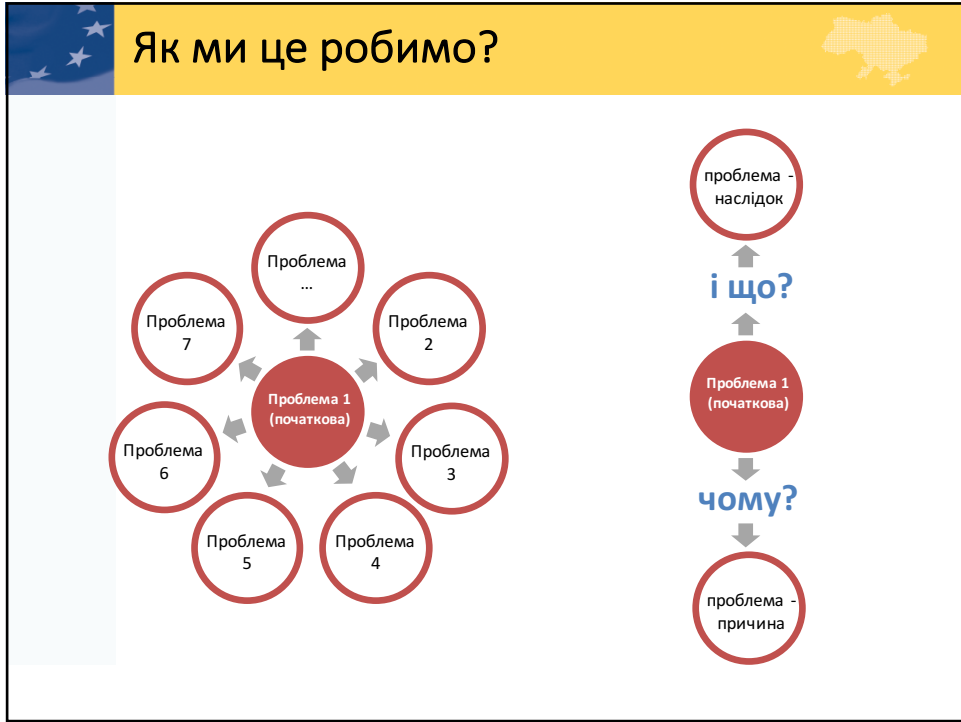 Як ми це робимо?
Проблема
...
Проблема
2
Проблема
3
Проблема
4
Проблема
5
Проблема
6
Проблема
7
Проблема 1
(початкова)
проблема -
наслідок
і що?
Проблема 1
(початкова)
чому?
проблема -
причина